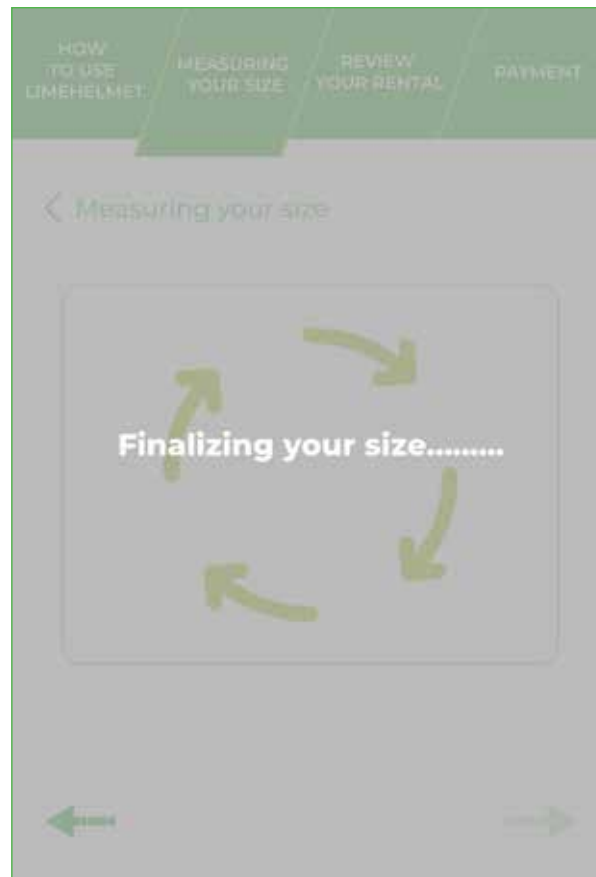 HOW
TO USE
LIMEHELMET
MEASURING
YOUR SIZE
REVIEW
YOUR RENTAL
PAYMENT
Measuring your size
Finalizing your size.........